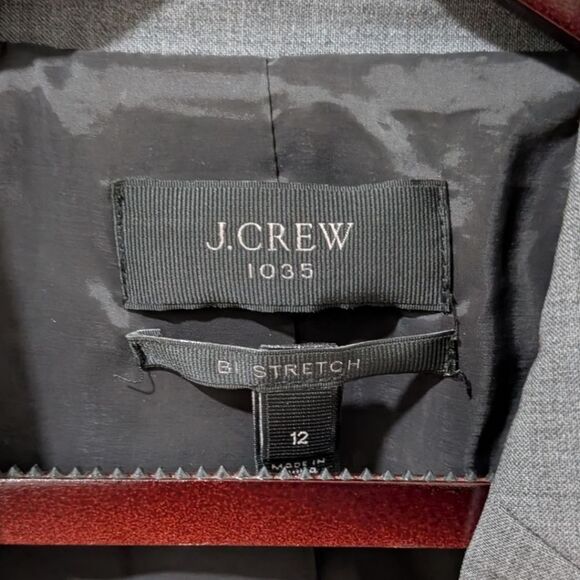 J.CREW
1035
BI STRETCH
12
MADE IN